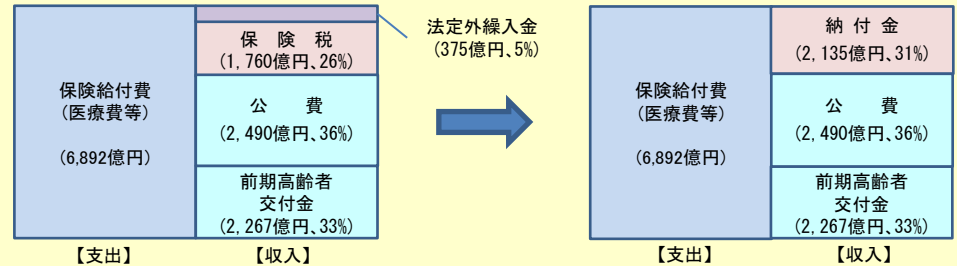 法定外繰入金
(375億円、5%)
保険給付費
(医療費等)
(6,892億円)
保　険　税
(1,760億円、26%)
公　　費
(2,490億円、36%)
前期高齢者
交付金
(2,267億円、33%)
【支出】
【収入】
保険給付費
(医療費等)
(6,892億円)
納 付 金
(2,135億円、31%)
公　　費
(2,490億円、36%)
前期高齢者
交付金
(2,267億円、33%)
【支出】
【収入】